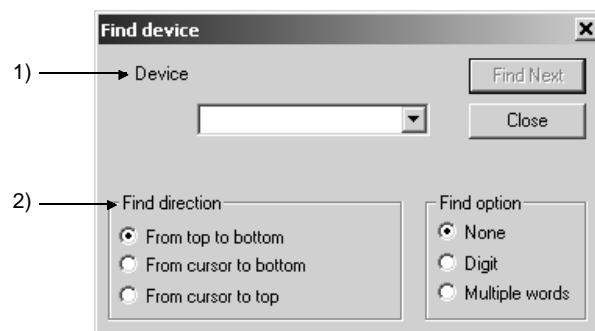 Find device
1)
Device
Find Next
Close
2)
Find direction
From top to bottom
From cursor to bottom
From cursor to top
Find option
None
Digit
Multiple words